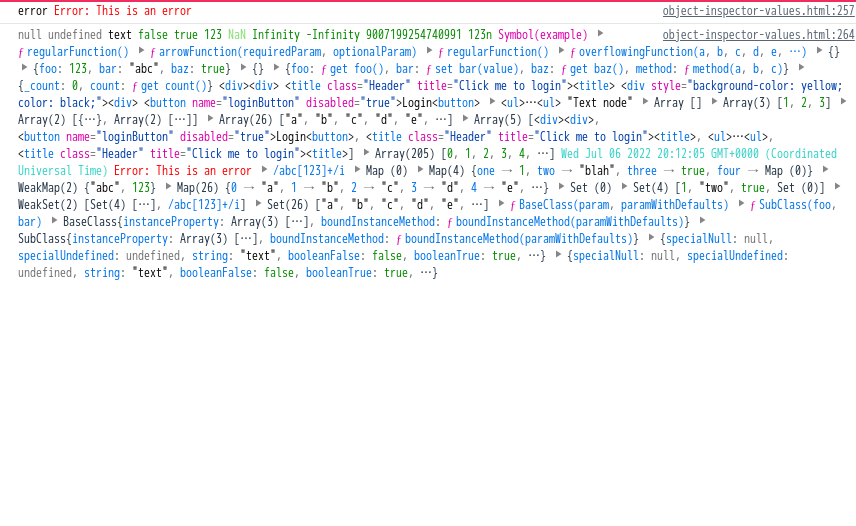 error Error: This is an error object-inspector-values.html:257
null undefined text false true 123 NaN Infinity -Infinity 9007199254740991 123n Symbol(example) ▶ object-inspector-values.html:264
ƒ regularFunction() ▶ ƒ arrowFunction(requiredParam, optionalParam) ▶ ƒ regularFunction() ▶ ƒ overflowingFunction(a, b, c, d, e, …) ▶ {}
▶ {foo: 123, bar: "abc", baz: true} ▶ {} ▶ {foo: ƒ get foo(), bar: ƒ set bar(value), baz: ƒ get baz(), method: ƒ method(a, b, c)} ▶
{_count: 0, count: ƒ get count()} <div><div> <title class="Header" title="Click me to login"><title> <div style="background-color: yellow;
color: black;"><div> <button name="loginButton" disabled="true">Login<button> ▶ <ul>…<ul> "Text node" ▶ Array [] ▶ Array(3) [1, 2, 3] ▶
Array(2) [{…}, Array(2) […]] ▶ Array(26) ["a", "b", "c", "d", "e", …] ▶ Array(5) [<div><div>,
<button name="loginButton" disabled="true">Login<button>, <title class="Header" title="Click me to login"><title>, <ul>…<ul>,
<title class="Header" title="Click me to login"><title>] ▶ Array(205) [0, 1, 2, 3, 4, …] Wed Jul 06 2022 20:12:05 GMT+0000 (Coordinated
Universal Time) Error: This is an error ▶ /abc[123]+/i ▶ Map (0) ▶ Map(4) {one → 1, two → "blah", three → true, four → Map (0)} ▶
WeakMap(2) {"abc", 123} ▶ Map(26) {0 → "a", 1 → "b", 2 → "c", 3 → "d", 4 → "e", …} ▶ Set (0) ▶ Set(4) [1, "two", true, Set (0)] ▶
WeakSet(2) [Set(4) […], /abc[123]+/i] ▶ Set(26) ["a", "b", "c", "d", "e", …] ▶ ƒ BaseClass(param, paramWithDefaults) ▶ ƒ SubClass(foo,
bar) ▶ BaseClass{instanceProperty: Array(3) […], boundInstanceMethod: ƒ boundInstanceMethod(paramWithDefaults)} ▶
SubClass{instanceProperty: Array(3) […], boundInstanceMethod: ƒ boundInstanceMethod(paramWithDefaults)} ▶ {specialNull: null,
specialUndefined: undefined, string: "text", booleanFalse: false, booleanTrue: true, …} ▶ {specialNull: null, specialUndefined:
undefined, string: "text", booleanFalse: false, booleanTrue: true, …}